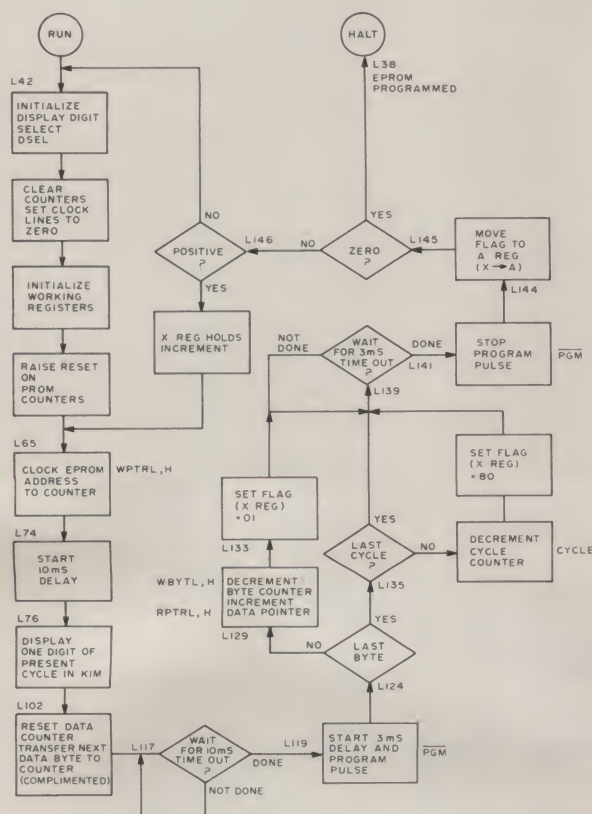 RUN
L42
INITIALIZE
DISPLAY DIGIT
SELECT
DSEL
CLEAR
COUNTERS
SET CLOCK
LINES TO
ZERO
INITIALIZE
WORKING
REGISTERS
RAISE RESET
ON
PROM
COUNTERS
L65
CLOCK EPROM
ADDRESS
TO COUNTER
WPTRL,H
L74
START
10mS
DELAY
L76
DISPLAY
ONE DIGIT OF
PRESENT
CYCLE IN KIM
L102
RESET DATA
COUNTER
TRANSFER NEXT
DATA BYTE TO
COUNTER
(COMPLIMENTED)
L117
WAIT
FOR 10mS
TIME OUT
?
NOT DONE
L119
DONE
START 3mS
DELAY AND
PROGRAM
PULSE
PGM
L124
LAST
BYTE
NO
YES
L129
WBYTL,H
RPTRL,H
DECREMENT
BYTE COUNTER
INCREMENT
DATA POINTER
L133
SET FLAG
(X REG)
=01
L135
LAST
CYCLE
?
NO
YES
DECREMENT
CYCLE
COUNTER
CYCLE
SET FLAG
(X REG)
=80
L139
WAIT
FOR 3mS
TIME OUT
?
NOT
DONE
DONE
L141
STOP
PROGRAM
PULSE
PGM
L144
MOVE
FLAG TO
A REG
(X→A)
L145
ZERO
?
YES
NO
L146
POSITIVE
?
NO
YES
X REG HOLDS
INCREMENT
L38
EPROM
PROGRAMMED
HALT